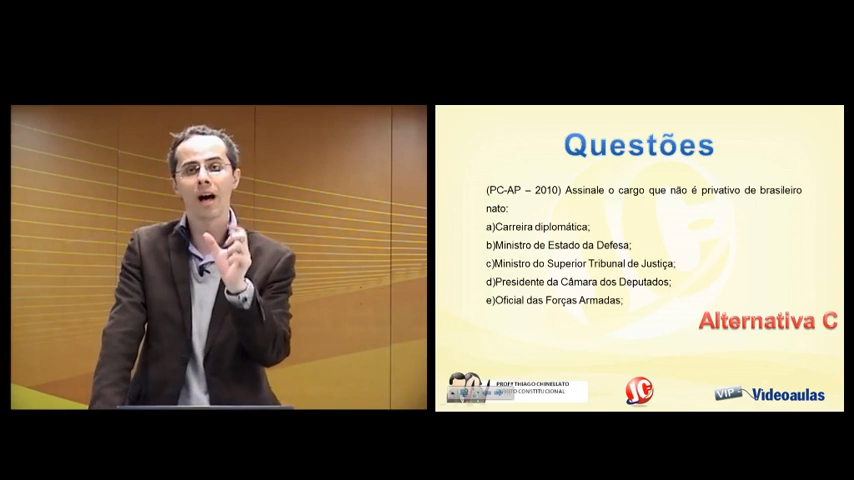 Questões
(PC-AP – 2010) Assinale o cargo que não é privativo de brasileiro
nato:
a)Carreira diplomática;
b)Ministro de Estado da Defesa;
c)Ministro do Superior Tribunal de Justiça;
d)Presidente da Câmara dos Deputados;
e)Oficial das Forças Armadas;
Alternativa C
PROFº THIAGO CHINELLATO
CONSTITUCIONAL
JC
VIP Videoaulas